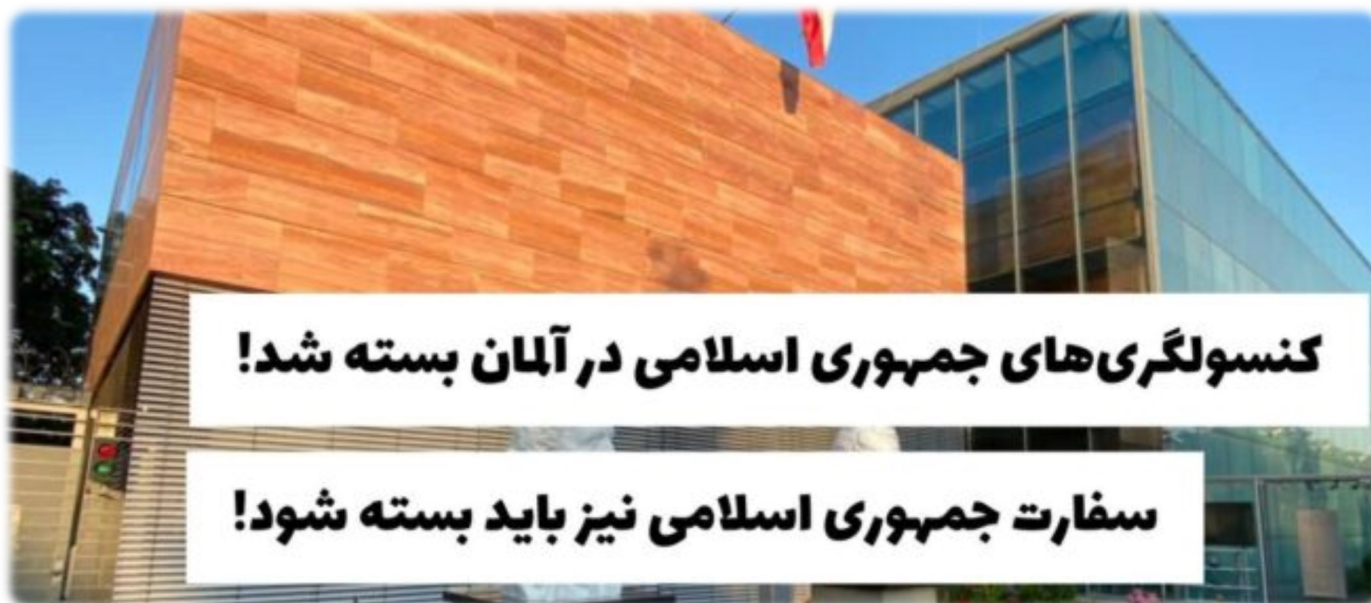 کنسولگری‌های جمهوری اسلامی در آلمان بسته شد!
سفارت جمهوری اسلامی نیز باید بسته شود!